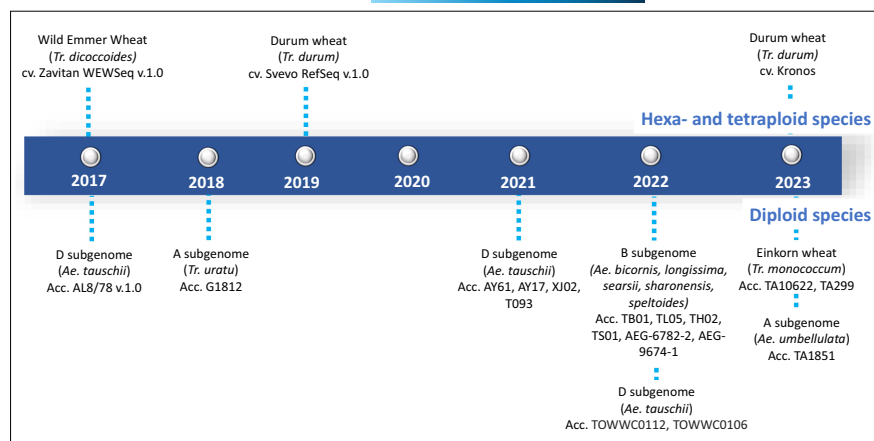 Wild Emmer Wheat
(Tr. dicoccoides)
cv. Zavitan WEWSeq v.1.0
Durum wheat
(Tr. durum)
cv. Svevo RefSeq v.1.0
Durum wheat
(Tr. durum)
cv. Kronos
Hexa- and tetraploid species
2017
2018
2019
2020
2021
2022
2023
Diploid species
D subgenome
(Ae. tauschii)
Acc. AL8/78 v.1.0
A subgenome
(Tr. uratu)
Acc. G1812
D subgenome
(Ae. tauschii)
Acc. AY61, AY17, XJ02,
T093
B subgenome
(Ae. bicornis, longissima,
searsii, sharonensis,
speltoides)
Acc. TB01, TL05, TH02,
TS01, AEG-6782-2, AEG-
9674-1
D subgenome
(Ae. tauschii)
Acc. TOWWC0112, TOWWC0106
Einkorn wheat
(Tr. monococcum)
Acc. TA10622, TA299
A subgenome
(Ae. umbellulata)
Acc. TA1851